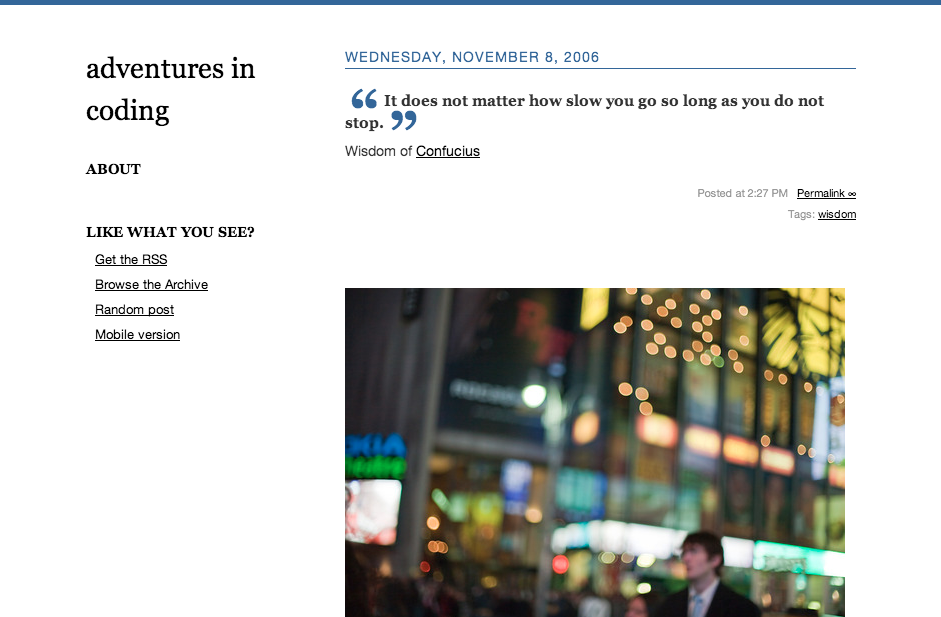 adventures in
coding
ABOUT
LIKE WHAT YOU SEE?
Get the RSS
Browse the Archive
Random post
Mobile version
WEDNESDAY, NOVEMBER 8, 2006
“ It does not matter how slow you go so long as you do not
stop. ”
Wisdom of Confucius
Posted at 2:27 PM Permalink ∞
Tags: wisdom